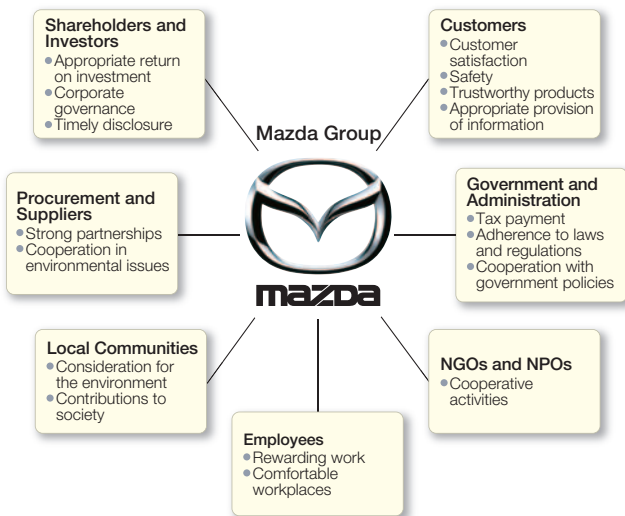 Shareholders and
Investors
• Appropriate return
on investment
• Corporate
governance
• Timely disclosure
Customers
• Customer
satisfaction
• Safety
• Trustworthy products
• Appropriate provision
of information
Mazda Group
Procurement and
Suppliers
• Strong partnerships
• Cooperation in
environmental issues
Government and
Administration
• Tax payment
• Adherence to laws
and regulations
• Cooperation with
government policies
mazda
Local Communities
• Consideration for
the environment
• Contributions to
society
NGOs and NPOs
• Cooperative
activities
Employees
• Rewarding work
• Comfortable
workplaces